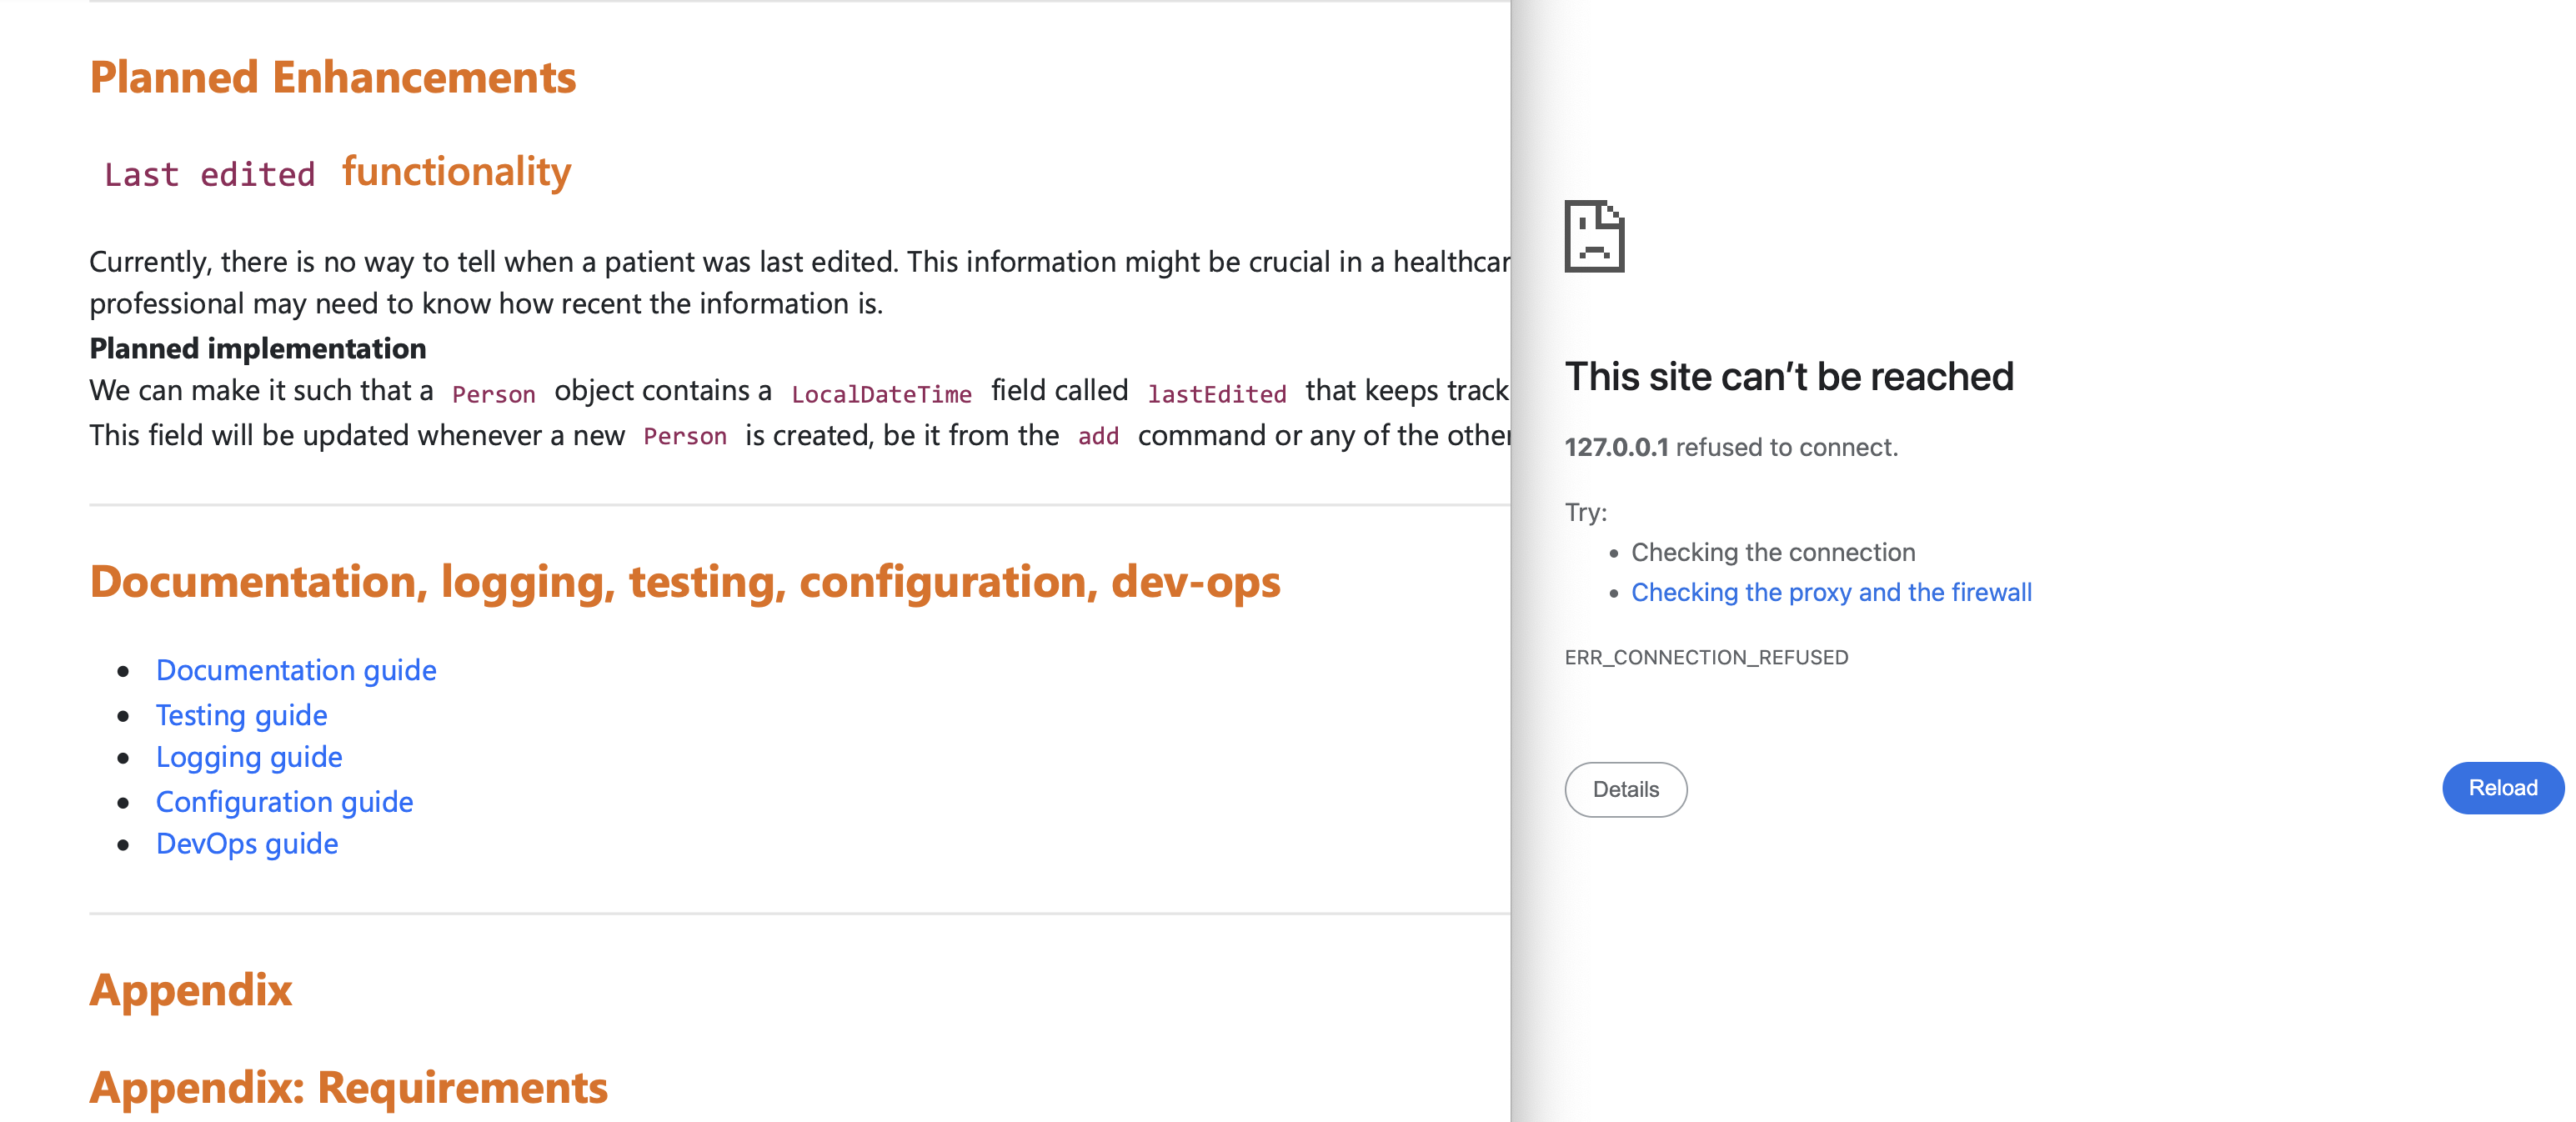 Planned Enhancements
Last edited functionality
Currently, there is no way to tell when a patient was last edited. This information might be crucial in a
professional may need to know how recent the information is.
Planned implementation
We can make it such that a Person object contains a LocalDateTime field called lastEdited that keeps track
This field will be updated whenever a new Person is created, be it from the add command or any of the
Documentation, logging, testing, configuration, dev-ops
• Documentation guide
• Testing guide
• Logging guide
• Configuration guide
• DevOps guide
Appendix
Appendix: Requirements
This site can’t be reached
127.0.0.1 refused to connect.
Try:
• Checking the connection
• Checking the proxy and the firewall
ERR_CONNECTION_REFUSED
Details
Reload